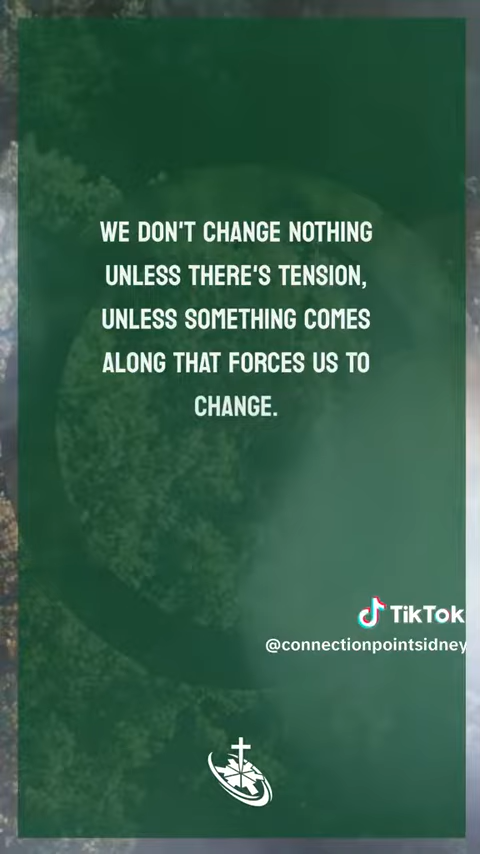 WE DON'T CHANGE NOTHING
UNLESS THERE'S TENSION,
UNLESS SOMETHING COMES
ALONG THAT FORCES US TO
CHANGE.
TikTok
@connectionpointsidney